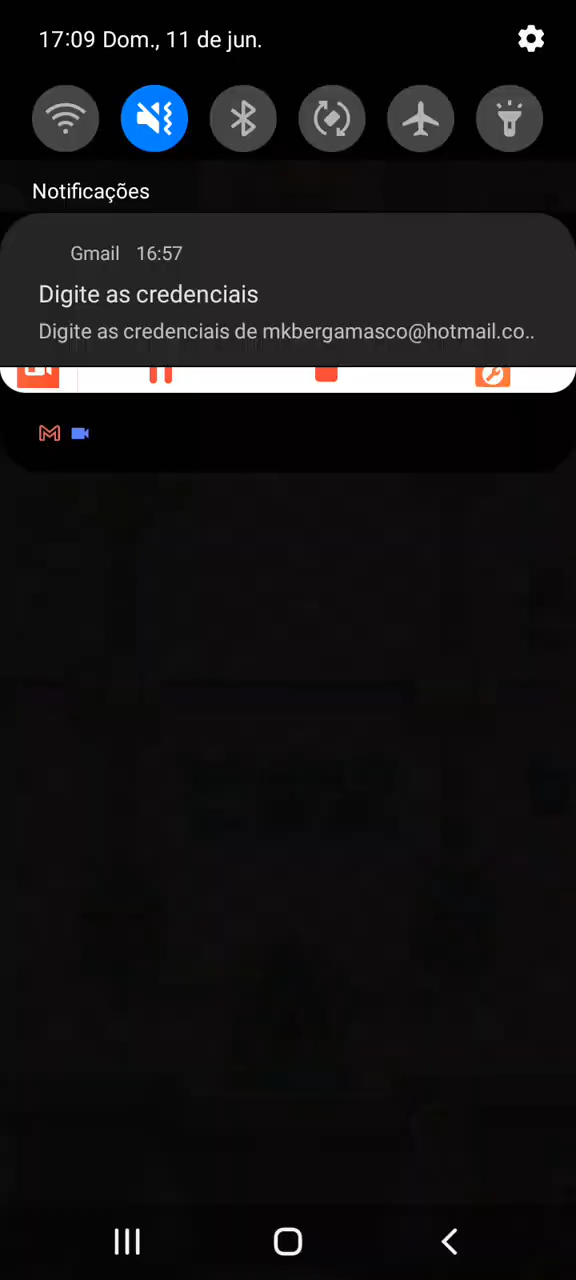 17:09 Dom., 11 de jun.
Notificações
Gmail 16:57
Digite as credenciais
Digite as credenciais de mkbergamasco@hotmail.co..